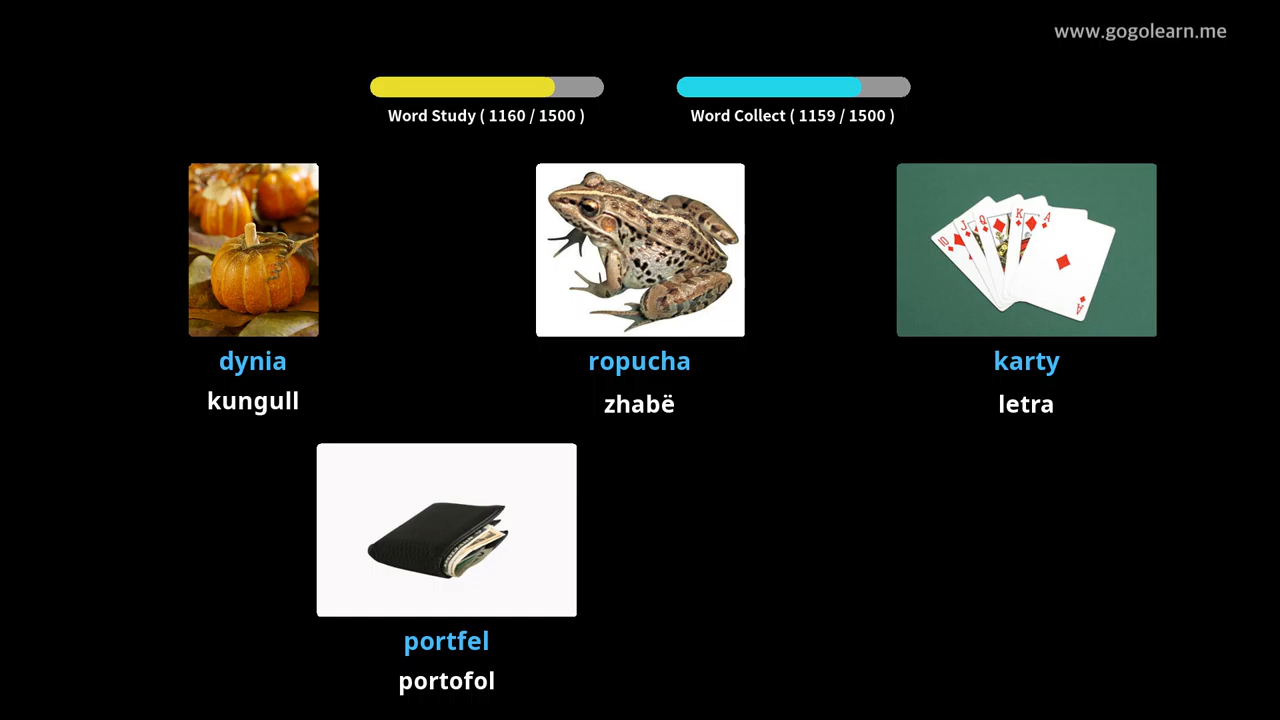 www.gogolearn.me
Word Study ( 1160 / 1500 )
Word Collect ( 1159 / 1500 )
10 J Q K A
A
dynia
ropucha
karty
kungull
zhabë
letra
portfel
portofol